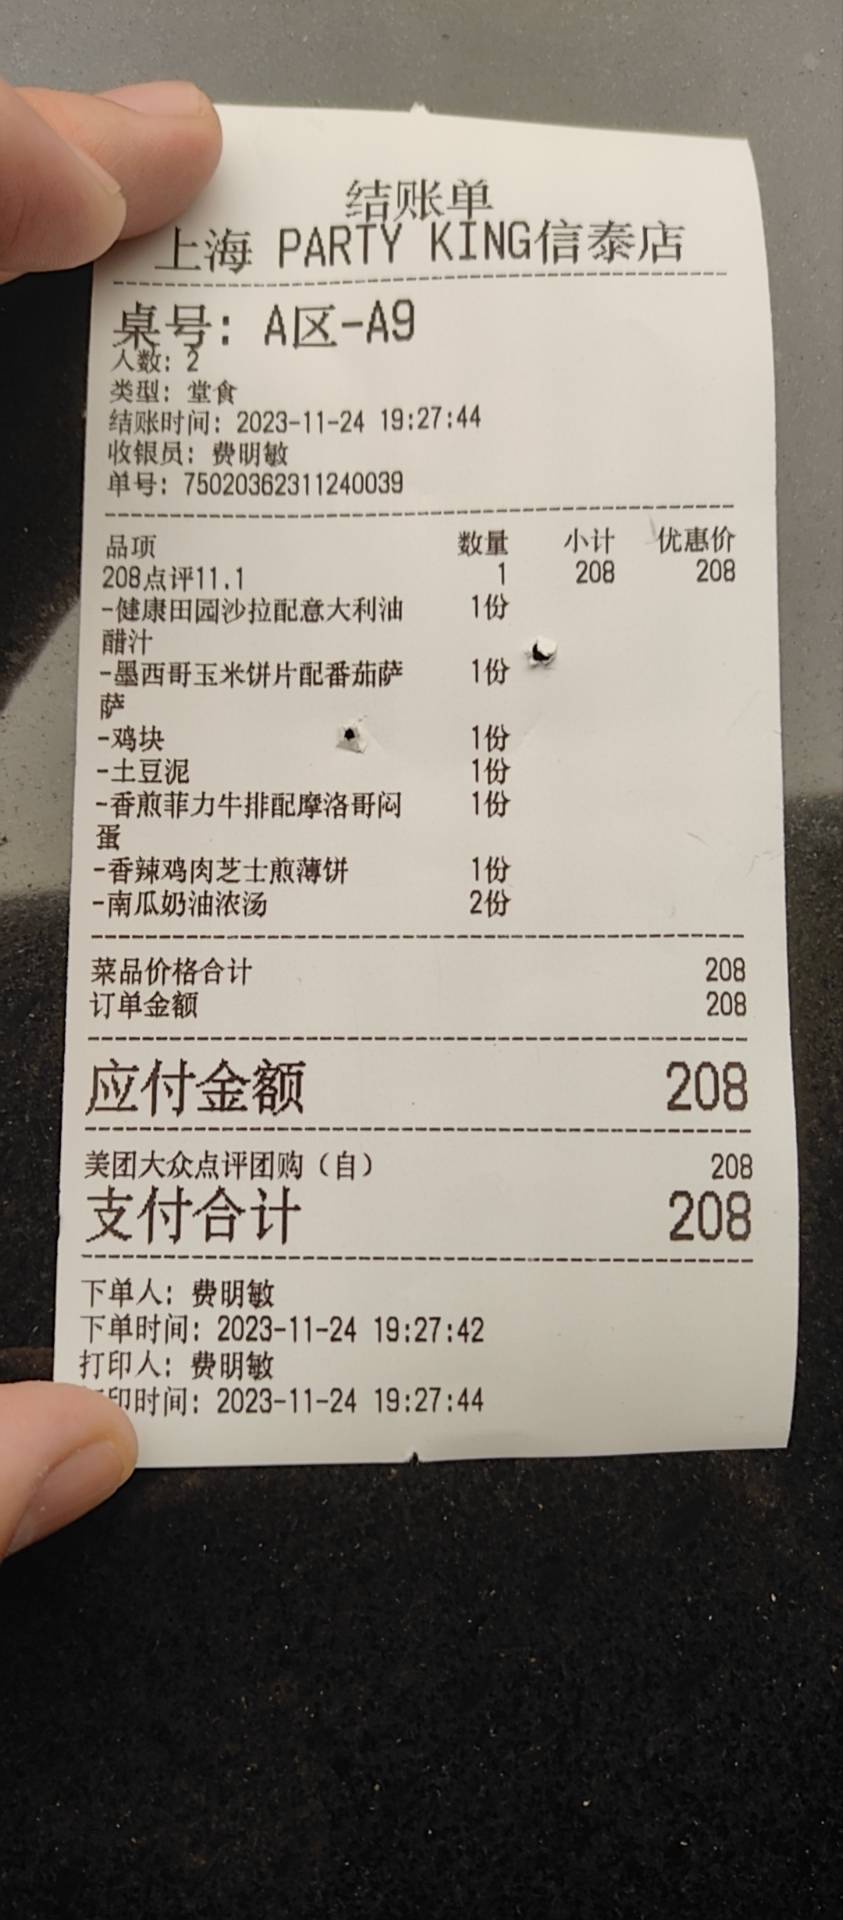 结账单
上海 PARTY KING信泰店
桌号: A区-A9
人数: 2
类型: 堂食
结账时间: 2023-11-24 19:27:44
收银员: 费明敏
单号: 75020362311240039
品项 数量 小计 优惠价
208点评11.1 1 208 208
-健康田园沙拉配意大利油 1份
醋汁
-墨西哥玉米饼片配番茄萨 1份
萨
-鸡块 1份
-土豆泥 1份
-香煎菲力牛排配摩洛哥闷 1份
蛋
-香辣鸡肉芝士煎薄饼 1份
-南瓜奶油浓汤 2份
菜品价格合计 208
订单金额 208
应付金额 208
美团大众点评团购（自） 208
支付合计 208
下单人: 费明敏
下单时间: 2023-11-24 19:27:42
打印人: 费明敏
印时间: 2023-11-24 19:27:44